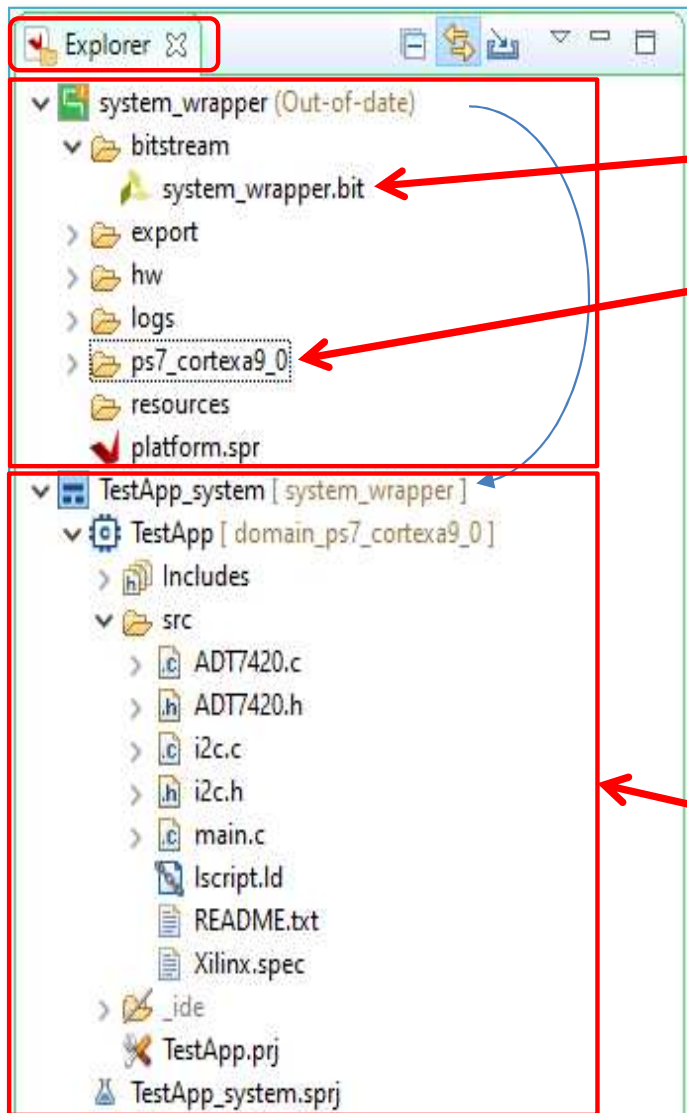 Explorer
system_wrapper (Out-of-date)
bitstream
system_wrapper.bit
export
hw
logs
ps7_cortexa9_0
resources
platform.spr
TestApp_system [ system_wrapper ]
TestApp [ domain_ps7_cortexa9_0 ]
Includes
src
ADT7420.c
ADT7420.h
i2c.c
i2c.h
main.c
lscript.ld
README.txt
Xilinx.spec
_ide
TestApp.prj
TestApp_system.sprj